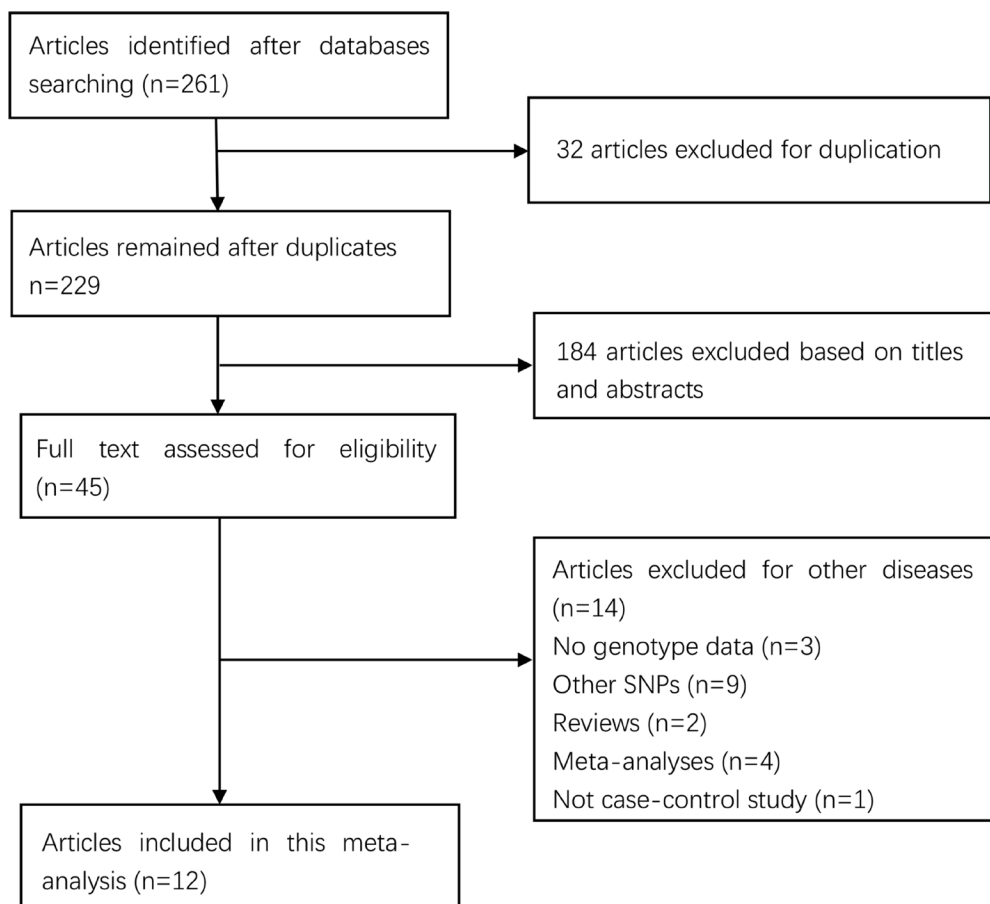 Articles identified after databases
searching (n=261)
32 articles excluded for duplication
Articles remained after duplicates
n=229
184 articles excluded based on titles
and abstracts
Full text assessed for eligibility
(n=45)
Articles excluded for other diseases
(n=14)
No genotype data (n=3)
Other SNPs (n=9)
Reviews (n=2)
Meta-analyses (n=4)
Not case-control study (n=1)
Articles included in this meta-
analysis (n=12)